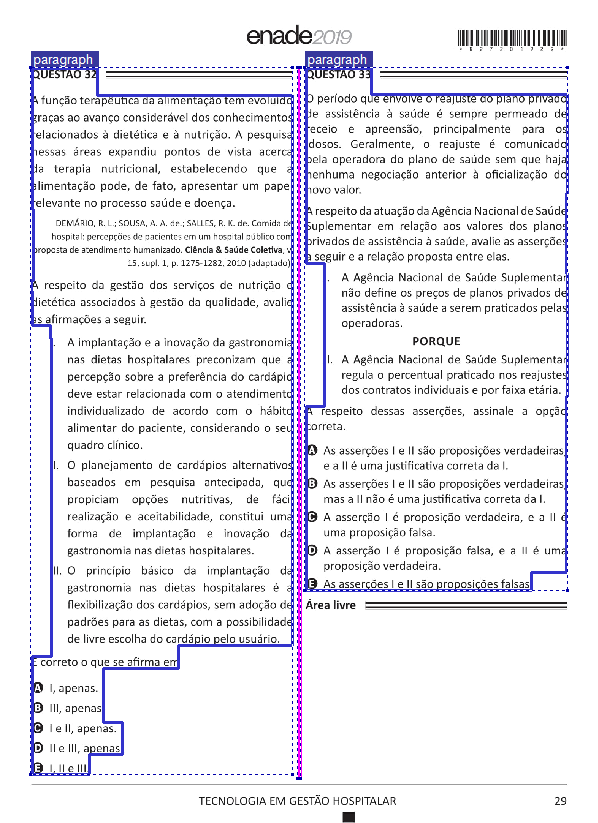 enade2019
paragraph
QUESTÃO 32
A função terapêutica da alimentação tem evoluído
graças ao avanço considerável dos conhecimentos
relacionados à dietética e à nutrição. A pesquisa
nessas áreas expandiu pontos de vista acerca
da terapia nutricional, estabelecendo que a
alimentação pode, de fato, apresentar um papel
relevante no processo saúde e doença.
DEMÁRIO, R. L.; SOUSA, A. A. de.; SALLES, R. K. de. Comida de
hospital: percepções de pacientes em um hospital público com
proposta de atendimento humanizado. Ciência & Saúde Coletiva, v.
15, supl. 1, p. 1275-1282, 2010 (adaptado).
A respeito da gestão dos serviços de nutrição e
dietética associados à gestão da qualidade, avalie
as afirmações a seguir.
I. A implantação e a inovação da gastronomia
nas dietas hospitalares preconizam que a
percepção sobre a preferência do cardápio
deve estar relacionada com o atendimento
individualizado de acordo com o hábito
alimentar do paciente, considerando o seu
quadro clínico.
II. O planejamento de cardápios alternativos
baseados em pesquisa antecipada, que
propiciam opções nutritivas, de fácil
realização e aceitabilidade, constitui uma
forma de implantação e inovação da
gastronomia nas dietas hospitalares.
III. O princípio básico da implantação da
gastronomia nas dietas hospitalares é a
flexibilização dos cardápios, sem adoção de
padrões para as dietas, com a possibilidade
de livre escolha do cardápio pelo usuário.
É correto o que se afirma em
A I, apenas.
B III, apenas.
C I e II, apenas.
D II e III, apenas.
E I, II e III.
paragraph
QUESTÃO 33
O período que envolve o reajuste do plano privado
de assistência à saúde é sempre permeado de
receio e apreensão, principalmente para os
idosos. Geralmente, o reajuste é comunicado
pela operadora do plano de saúde sem que haja
nenhuma negociação anterior à oficialização do
novo valor.
A respeito da atuação da Agência Nacional de Saúde
Suplementar em relação aos valores dos planos
privados de assistência à saúde, avalie as asserções
a seguir e a relação proposta entre elas.
I. A Agência Nacional de Saúde Suplementar
não define os preços de planos privados de
assistência à saúde a serem praticados pelas
operadoras.
PORQUE
II. A Agência Nacional de Saúde Suplementar
regula o percentual praticado nos reajustes
dos contratos individuais e por faixa etária.
A respeito dessas asserções, assinale a opção
correta.
A As asserções I e II são proposições verdadeiras,
e a II é uma justificativa correta da I.
B As asserções I e II são proposições verdadeiras,
mas a II não é uma justificativa correta da I.
C A asserção I é proposição verdadeira, e a II é
uma proposição falsa.
D A asserção I é proposição falsa, e a II é uma
proposição verdadeira.
E As asserções I e II são proposições falsas.
Área livre
TECNOLOGIA EM GESTÃO HOSPITALAR
29